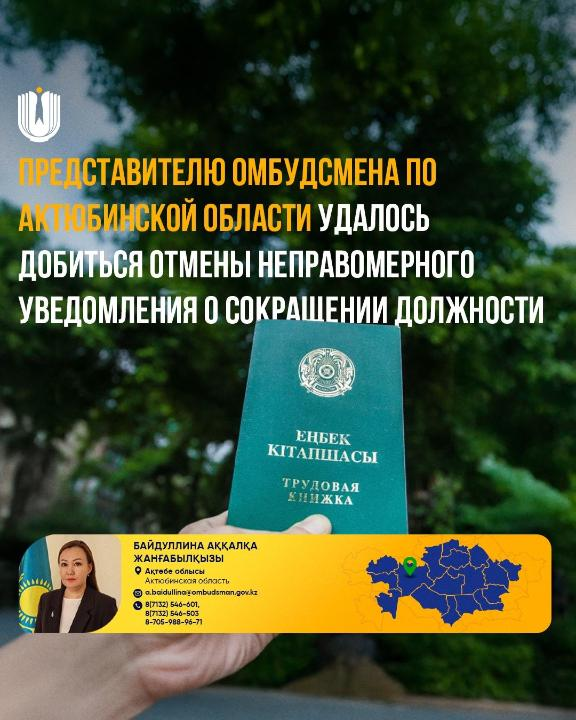 ПРЕДСТАВИТЕЛЮ ОМБУДСМЕНА ПО
АКТЮБИНСКОЙ ОБЛАСТИ УДАЛОСЬ
ДОБИТЬСЯ ОТМЕНЫ НЕПРАВОМЕРНОГО
УВЕДОМЛЕНИЯ О СОКРАЩЕНИИ ДОЛЖНОСТИ
ЕҢБЕК
КІТАПШАСЫ
ТРУДОВАЯ
КНИЖКА
БАЙДУЛЛИНА АҚҚАЛҚА
ЖАНҒАБЫЛҚЫЗЫ
Ақтөбе облысы
Актюбинская область
a.baidullina@ombudsman.gov.kz
8(7132) 546-601,
8(7132) 546-503
8-705-988-96-71